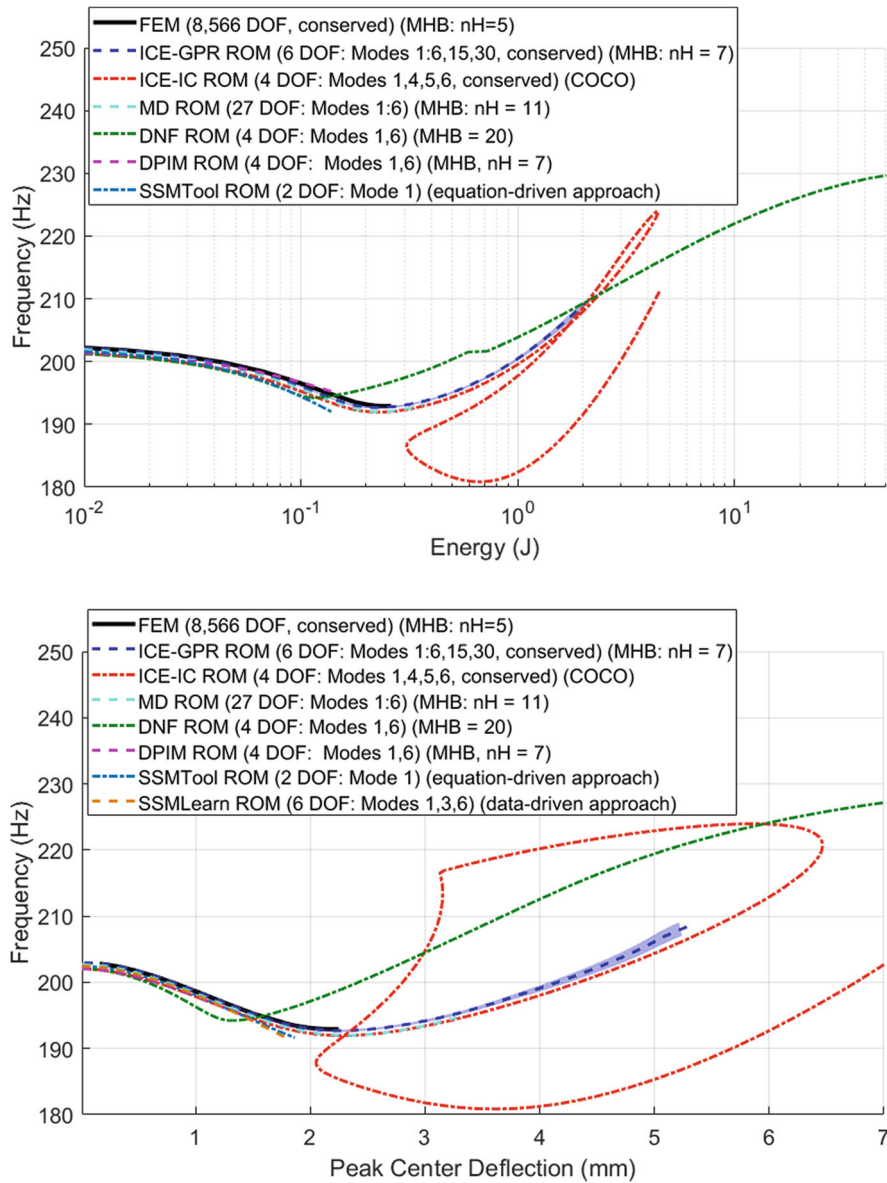 FEM (8,566 DOF, conserved) (MHB: nH=5)
ICE-GPR ROM (6 DOF: Modes 1:6,15,30, conserved) (MHB: nH = 7)
ICE-IC ROM (4 DOF: Modes 1,4,5,6, conserved) (COCO)
MD ROM (27 DOF: Modes 1:6) (MHB: nH = 11)
DNF ROM (4 DOF: Modes 1,6) (MHB = 20)
DPIM ROM (4 DOF:  Modes 1,6) (MHB, nH = 7)
SSMTool ROM (2 DOF: Mode 1) (equation-driven approach)
250
240
230
220
210
200
190
180
Frequency (Hz)
10^-2 10^-1 10^0 10^1
Energy (J)
FEM (8,566 DOF, conserved) (MHB: nH=5)
ICE-GPR ROM (6 DOF: Modes 1:6,15,30, conserved) (MHB: nH = 7)
ICE-IC ROM (4 DOF: Modes 1,4,5,6, conserved) (COCO)
MD ROM (27 DOF: Modes 1:6) (MHB: nH = 11)
DNF ROM (4 DOF: Modes 1,6) (MHB = 20)
DPIM ROM (4 DOF:  Modes 1,6) (MHB, nH = 7)
SSMTool ROM (2 DOF: Mode 1) (equation-driven approach)
SSMLearn ROM (6 DOF: Modes 1,3,6) (data-driven approach)
250
240
230
220
210
200
190
180
Frequency (Hz)
1 2 3 4 5 6 7
Peak Center Deflection (mm)